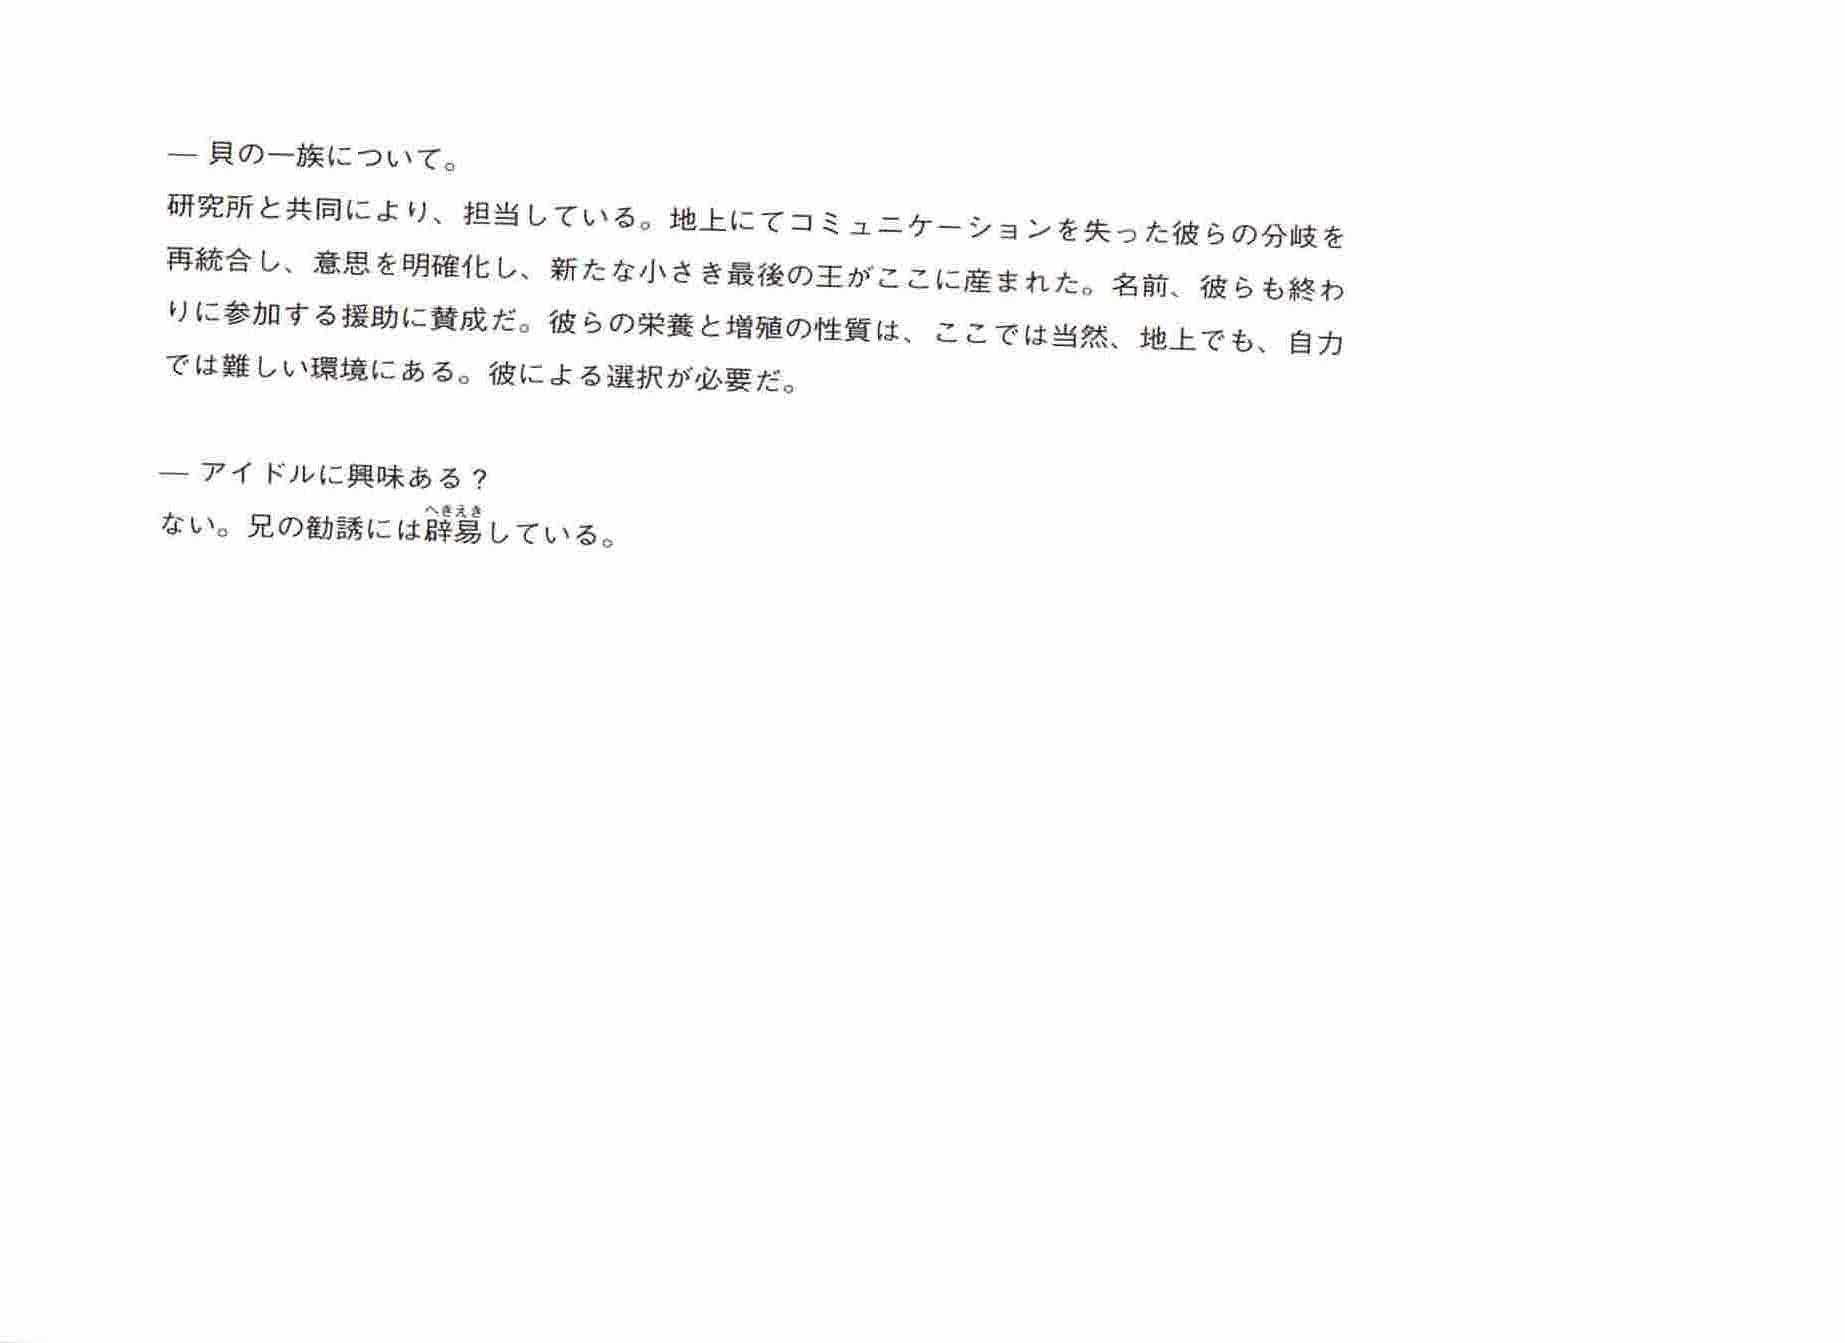 ― 貝の一族について。
研究所と共同により、担当している。地上にてコミュニケーションを失った彼らの分岐を
再統合し、意思を明確化し、新たな小さき最後の王がここに産まれた。名前、彼らも終わ
りに参加する援助に賛成だ。彼らの栄養と増殖の性質は、ここでは当然、地上でも、自力
では難しい環境にある。彼による選択が必要だ。
― アイドルに興味ある？
へきえき
ない。兄の勧誘には辟易している。